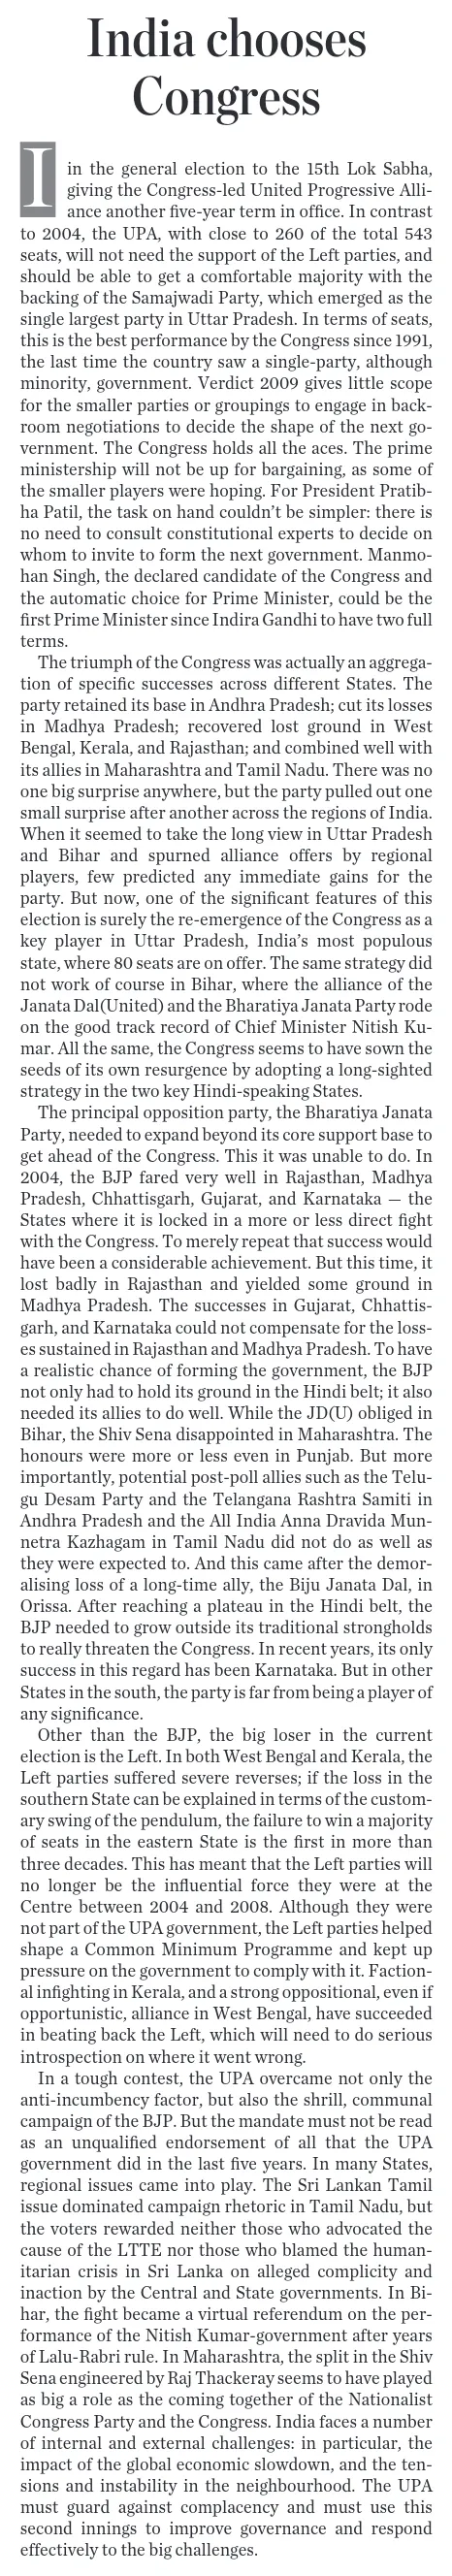 India chooses
Congress
I in the general election to the 15th Lok Sabha,
giving the Congress-led United Progressive Alli-
ance another five-year term in office. In contrast
to 2004, the UPA, with close to 260 of the total 543
seats, will not need the support of the Left parties, and
should be able to get a comfortable majority with the
backing of the Samajwadi Party, which emerged as the
single largest party in Uttar Pradesh. In terms of seats,
this is the best performance by the Congress since 1991,
the last time the country saw a single-party, although
minority, government. Verdict 2009 gives little scope
for the smaller parties or groupings to engage in back-
room negotiations to decide the shape of the next go-
vernment. The Congress holds all the aces. The prime
ministership will not be up for bargaining, as some of
the smaller players were hoping. For President Pratib-
ha Patil, the task on hand couldn't be simpler: there is
no need to consult constitutional experts to decide on
whom to invite to form the next government. Manmo-
han Singh, the declared candidate of the Congress and
the automatic choice for Prime Minister, could be the
first Prime Minister since Indira Gandhi to have two full
terms.
The triumph of the Congress was actually an aggrega-
tion of specific successes across different States. The
party retained its base in Andhra Pradesh; cut its losses
in Madhya Pradesh; recovered lost ground in West
Bengal, Kerala, and Rajasthan; and combined well with
its allies in Maharashtra and Tamil Nadu. There was no
one big surprise anywhere, but the party pulled out one
small surprise after another across the regions of India.
When it seemed to take the long view in Uttar Pradesh
and Bihar and spurned alliance offers by regional
players, few predicted any immediate gains for the
party. But now, one of the significant features of this
election is surely the re-emergence of the Congress as a
key player in Uttar Pradesh, India's most populous
state, where 80 seats are on offer. The same strategy did
not work of course in Bihar, where the alliance of the
Janata Dal(United) and the Bharatiya Janata Party rode
on the good track record of Chief Minister Nitish Ku-
mar. All the same, the Congress seems to have sown the
seeds of its own resurgence by adopting a long-sighted
strategy in the two key Hindi-speaking States.
The principal opposition party, the Bharatiya Janata
Party, needed to expand beyond its core support base to
get ahead of the Congress. This it was unable to do. In
2004, the BJP fared very well in Rajasthan, Madhya
Pradesh, Chhattisgarh, Gujarat, and Karnataka — the
States where it is locked in a more or less direct fight
with the Congress. To merely repeat that success would
have been a considerable achievement. But this time, it
lost badly in Rajasthan and yielded some ground in
Madhya Pradesh. The successes in Gujarat, Chhattis-
garh, and Karnataka could not compensate for the loss-
es sustained in Rajasthan and Madhya Pradesh. To have
a realistic chance of forming the government, the BJP
not only had to hold its ground in the Hindi belt; it also
needed its allies to do well. While the JD(U) obliged in
Bihar, the Shiv Sena disappointed in Maharashtra. The
honours were more or less even in Punjab. But more
importantly, potential post-poll allies such as the Telu-
gu Desam Party and the Telangana Rashtra Samiti in
Andhra Pradesh and the All India Anna Dravida Mun-
netra Kazhagam in Tamil Nadu did not do as well as
they were expected to. And this came after the demor-
alising loss of a long-time ally, the Biju Janata Dal, in
Orissa. After reaching a plateau in the Hindi belt, the
BJP needed to grow outside its traditional strongholds
to really threaten the Congress. In recent years, its only
success in this regard has been Karnataka. But in other
States in the south, the party is far from being a player of
any significance.
Other than the BJP, the big loser in the current
election is the Left. In both West Bengal and Kerala, the
Left parties suffered severe reverses; if the loss in the
southern State can be explained in terms of the custom-
ary swing of the pendulum, the failure to win a majority
of seats in the eastern State is the first in more than
three decades. This has meant that the Left parties will
no longer be the influential force they were at the
Centre between 2004 and 2008. Although they were
not part of the UPA government, the Left parties helped
shape a Common Minimum Programme and kept up
pressure on the government to comply with it. Faction-
al infighting in Kerala, and a strong oppositional, even if
opportunistic, alliance in West Bengal, have succeeded
in beating back the Left, which will need to do serious
introspection on where it went wrong.
In a tough contest, the UPA overcame not only the
anti-incumbency factor, but also the shrill, communal
campaign of the BJP. But the mandate must not be read
as an unqualified endorsement of all that the UPA
government did in the last five years. In many States,
regional issues came into play. The Sri Lankan Tamil
issue dominated campaign rhetoric in Tamil Nadu, but
the voters rewarded neither those who advocated the
cause of the LTTE nor those who blamed the human-
itarian crisis in Sri Lanka on alleged complicity and
inaction by the Central and State governments. In Bi-
har, the fight became a virtual referendum on the per-
formance of the Nitish Kumar-government after years
of Lalu-Rabri rule. In Maharashtra, the split in the Shiv
Sena engineered by Raj Thackeray seems to have played
as big a role as the coming together of the Nationalist
Congress Party and the Congress. India faces a number
of internal and external challenges: in particular, the
impact of the global economic slowdown, and the ten-
sions and instability in the neighbourhood. The UPA
must guard against complacency and must use this
second innings to improve governance and respond
effectively to the big challenges.